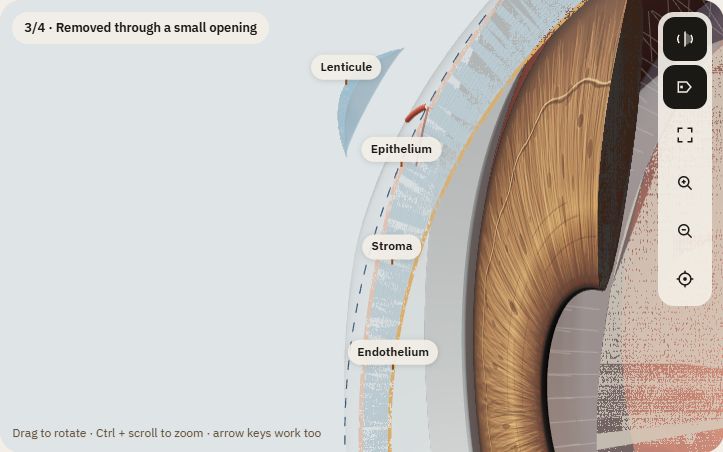 3/4 · Removed through a small opening
Lenticule
Epithelium
Stroma
Endothelium
Drag to rotate · Ctrl + scroll to zoom · arrow keys work too